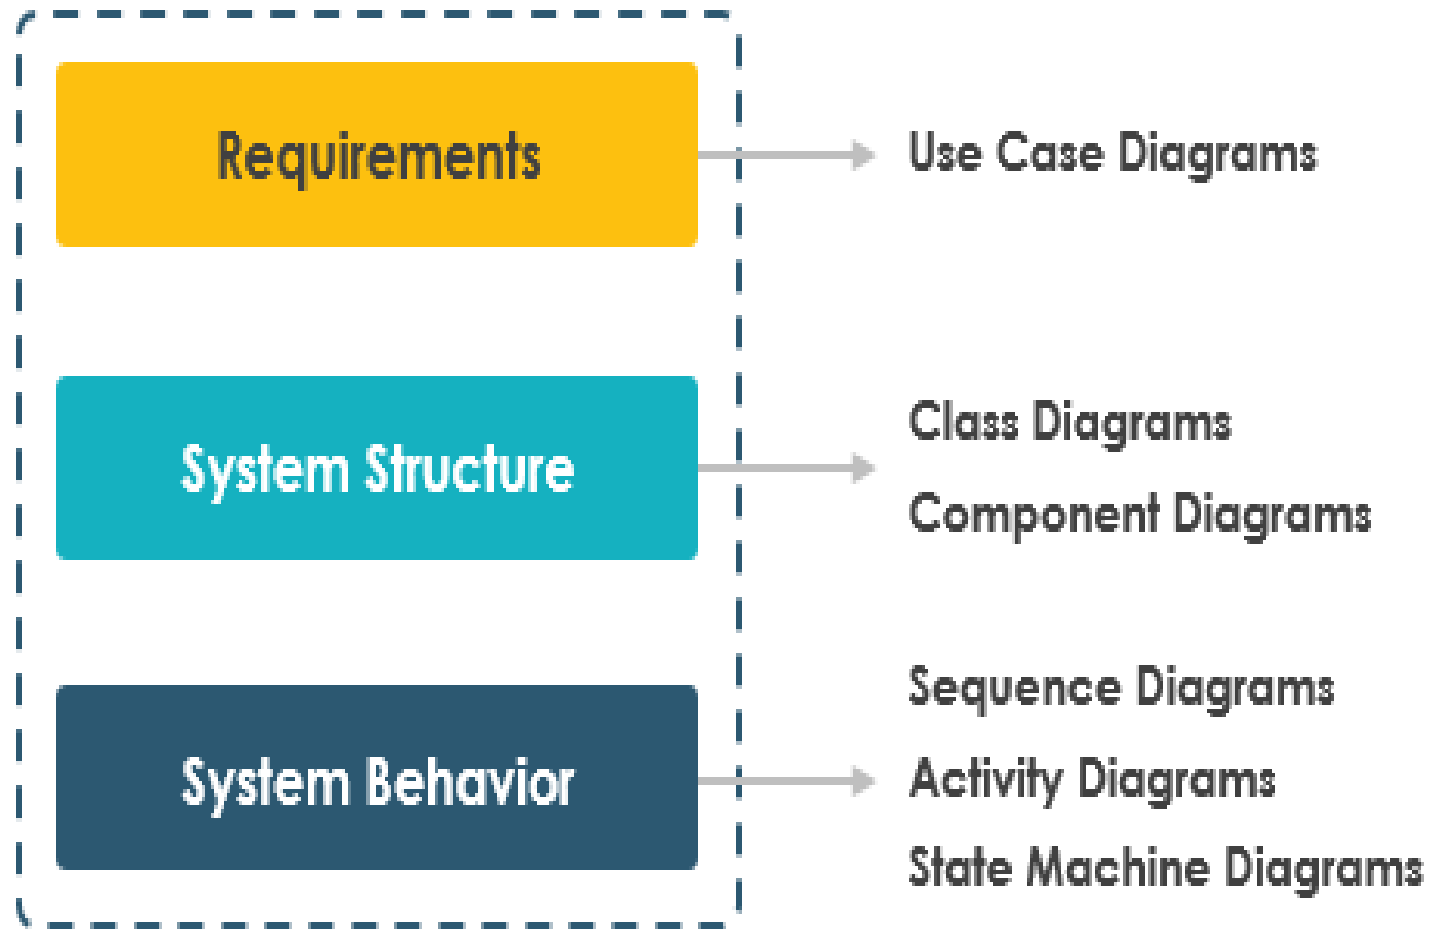 Requirements
Use Case Diagrams
System Structure
Class Diagrams
Component Diagrams
System Behavior
Sequence Diagrams
Activity Diagrams
State Machine Diagrams